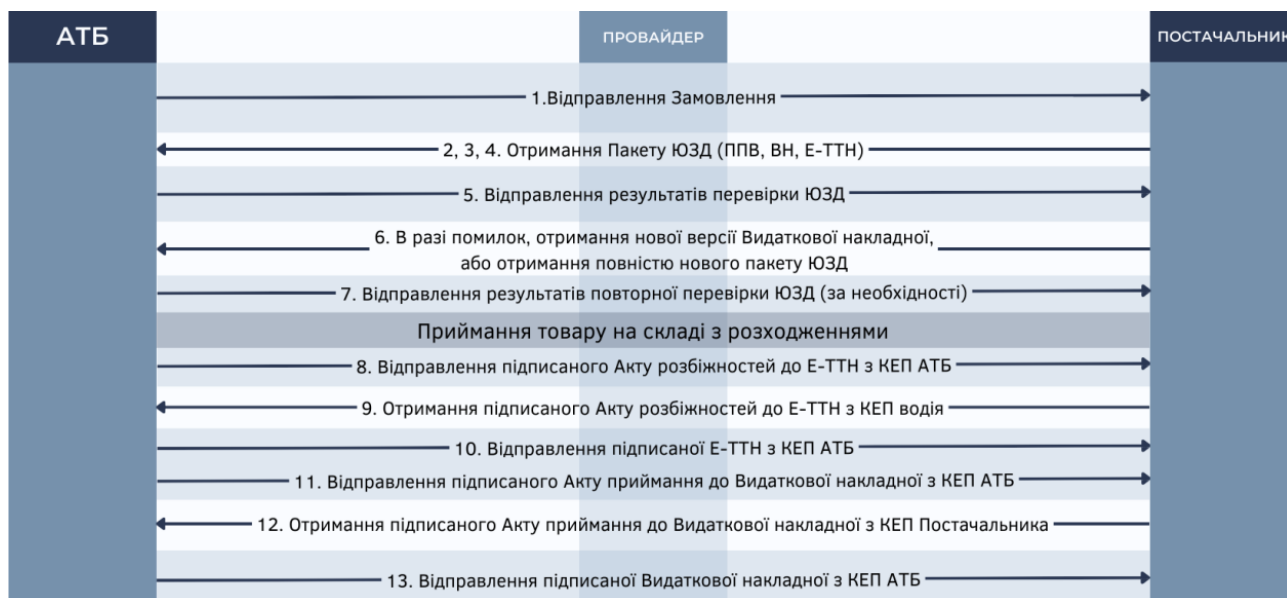 АТБ
ПРОВАЙДЕР
ПОСТАЧАЛЬНИК
1.Відправлення Замовлення
2, 3, 4. Отримання Пакету ЮЗД (ППВ, ВН, Е-ТТН)
5. Відправлення результатів перевірки ЮЗД
6. В разі помилок, отримання нової версії Видаткової накладної,
або отримання повністю нового пакету ЮЗД
7. Відправлення результатів повторної перевірки ЮЗД (за необхідності)
Приймання товару на складі з розходженнями
8. Відправлення підписаного Акту розбіжностей до Е-ТТН з КЕП АТБ
9. Отримання підписаного Акту розбіжностей до Е-ТТН з КЕП водія
10. Відправлення підписаної Е-ТТН з КЕП АТБ
11. Відправлення підписаного Акту приймання до Видаткової накладної з КЕП АТБ
12. Отримання підписаного Акту приймання до Видаткової накладної з КЕП Постачальника
13. Відправлення підписаної Видаткової накладної з КЕП АТБ